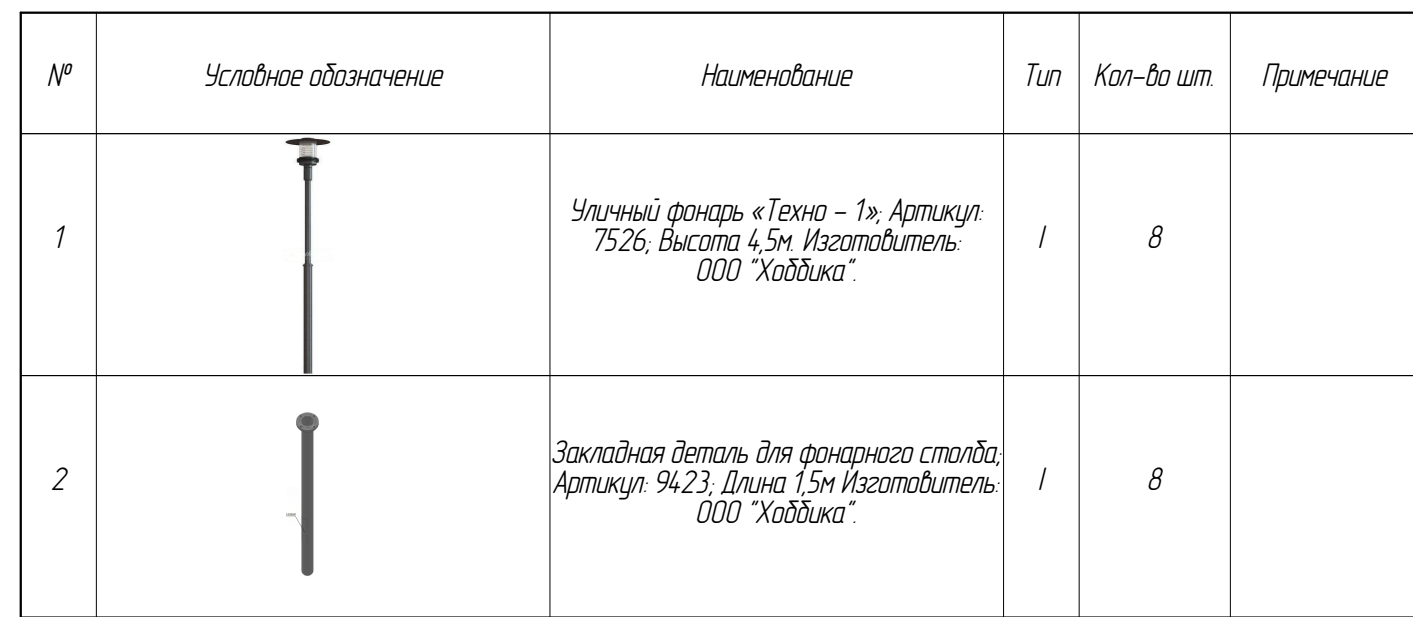 № Условное обозначение Наименование Тип Кол-во шт. Примечание
1
Уличный фонарь «Техно – 1»; Артикул:
7526; Высота 4,5м. Изготовитель:
ООО "Хоббика".
I
8
2
Закладная деталь для фонарного столба;
Артикул: 9423; Длина 1,5м Изготовитель:
ООО "Хоббика".
I
8